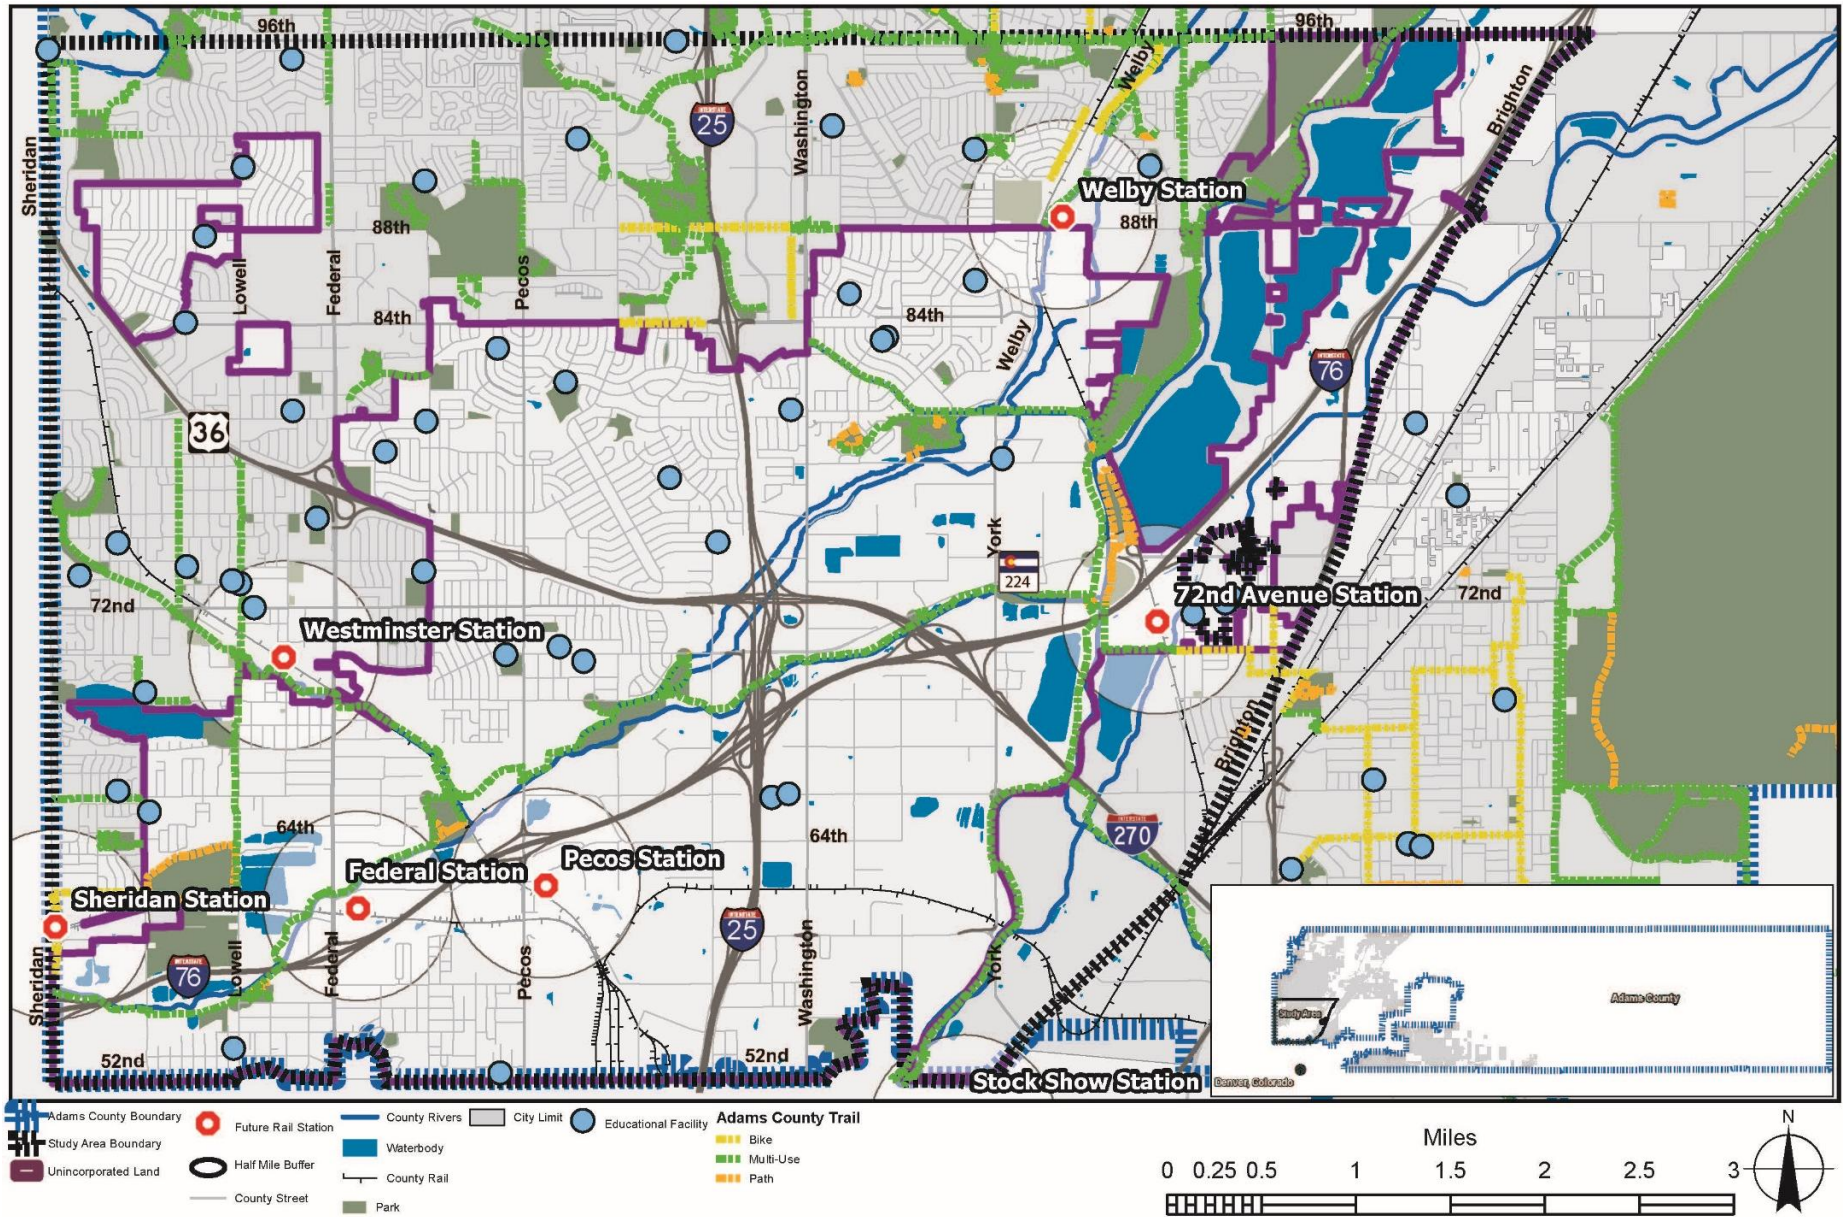 96th
96th
Welby
Brighton
INTERSTATE
25
Washington
Sheridan
Welby Station
88th
88th
Lowell
Federal
Pecos
84th
84th
Welby
INTERSTATE
76
36
York
224
72nd
72nd Avenue Station
72nd
Westminster Station
Brighton
64th
64th
INTERSTATE
270
Federal Station
Pecos Station
Sheridan Station
INTERSTATE
25
INTERSTATE
76
Sheridan
Lowell
Federal
Pecos
Washington
York
52nd
52nd
Stock Show Station
Study Area
Adams County
Denver, Colorado
Adams County Boundary
Study Area Boundary
Unincorporated Land
Future Rail Station
Half Mile Buffer
County Street
County Rivers
Waterbody
County Rail
Park
City Limit
Educational Facility
Adams County Trail
Bike
Multi-Use
Path
Miles
0 0.25 0.5 1 1.5 2 2.5 3
N